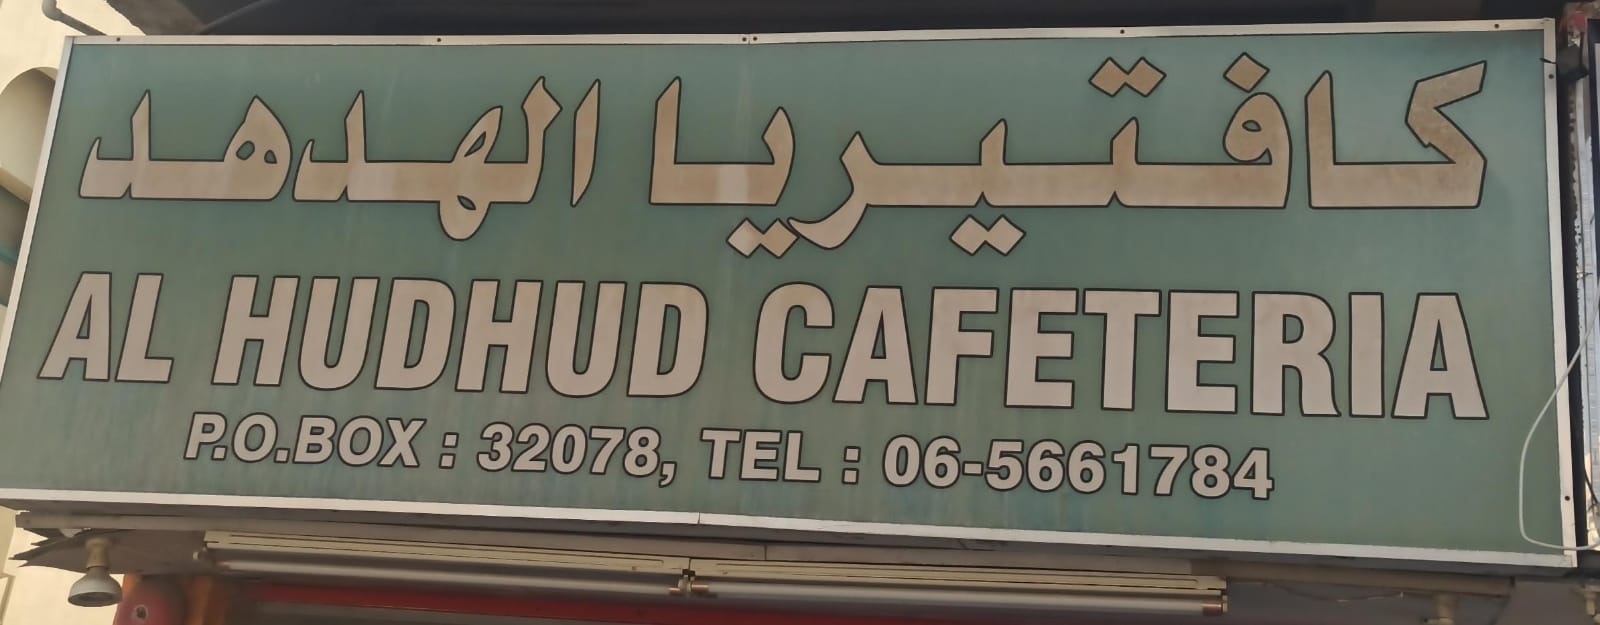 كافتيريا الهدهد
AL HUDHUD CAFETERIA
P.O.BOX : 32078, TEL : 06-5661784